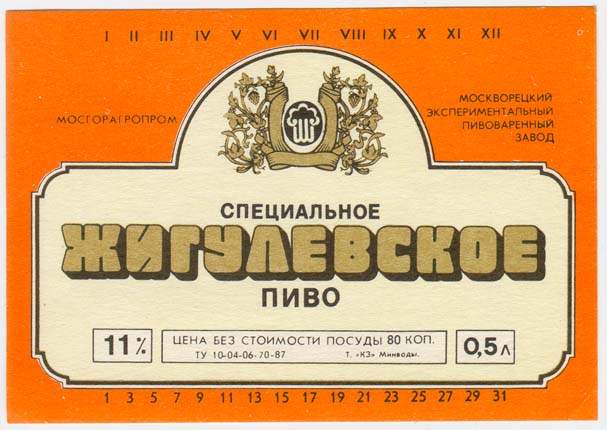 I II III IV V VI VII VIII IX X XI XII
МОСГОРАГРОПРОМ
МОСКВОРЕЦКИЙ
ЭКСПЕРИМЕНТАЛЬНЫЙ
ПИВОВАРЕННЫЙ
ЗАВОД
СПЕЦИАЛЬНОЕ
ЖИГУЛЕВСКОЕ
ПИВО
11%
ЦЕНА БЕЗ СТОИМОСТИ ПОСУДЫ 80 КОП.
ТУ 10-04-06-70-87 Т. «КЗ» Минводы.
0,5л
1 3 5 7 9 11 13 15 17 19 21 23 25 27 29 31